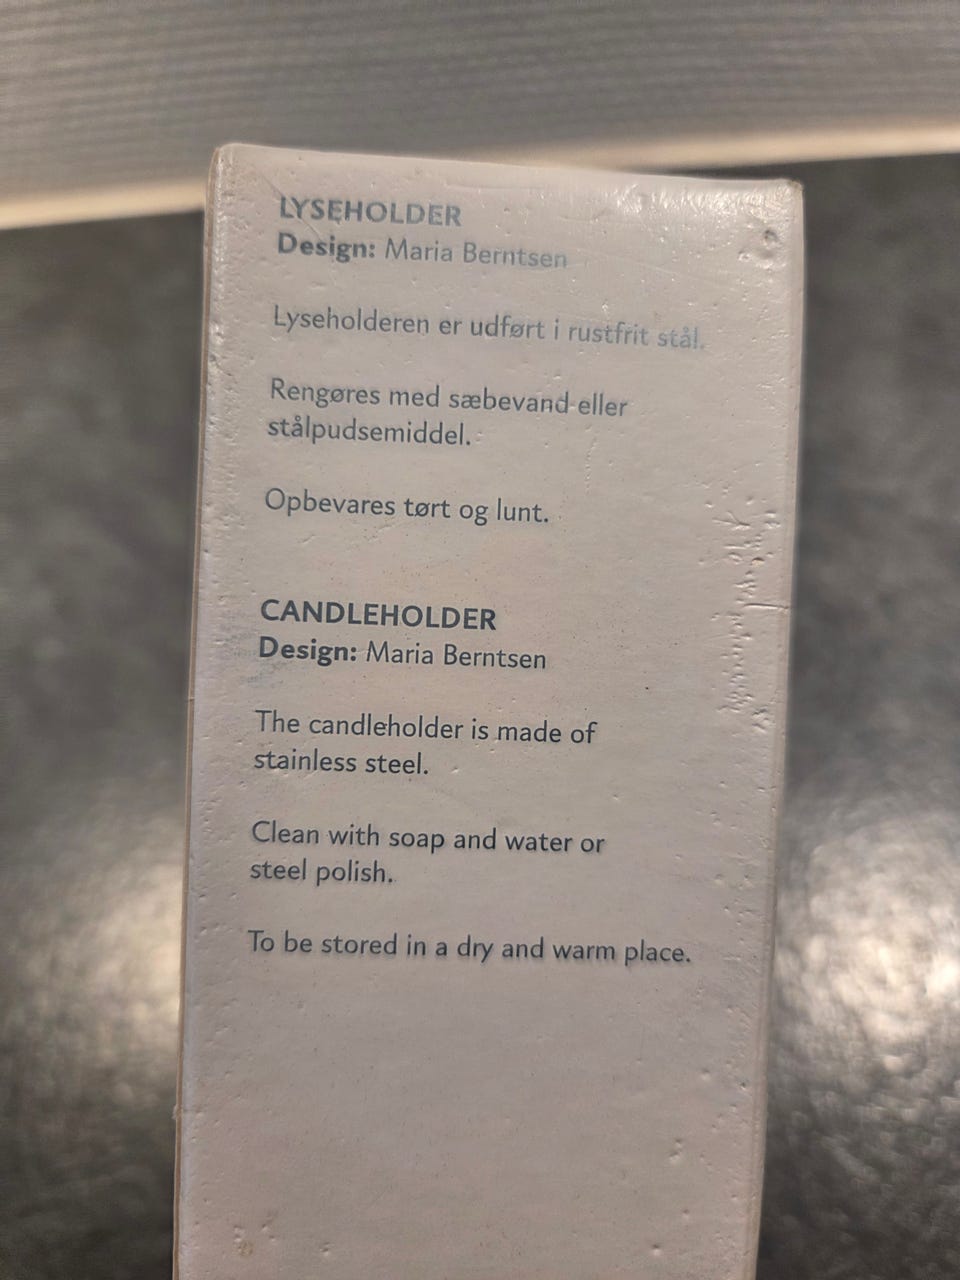 LYSEHOLDER
Design: Maria Berntsen
Lyseholderen er udført i rustfrit stål.
Rengøres med sæbevand eller
stålpudsemiddel.
Opbevares tørt og lunt.
CANDLEHOLDER
Design: Maria Berntsen
The candleholder is made of
stainless steel.
Clean with soap and water or
steel polish.
To be stored in a dry and warm place.